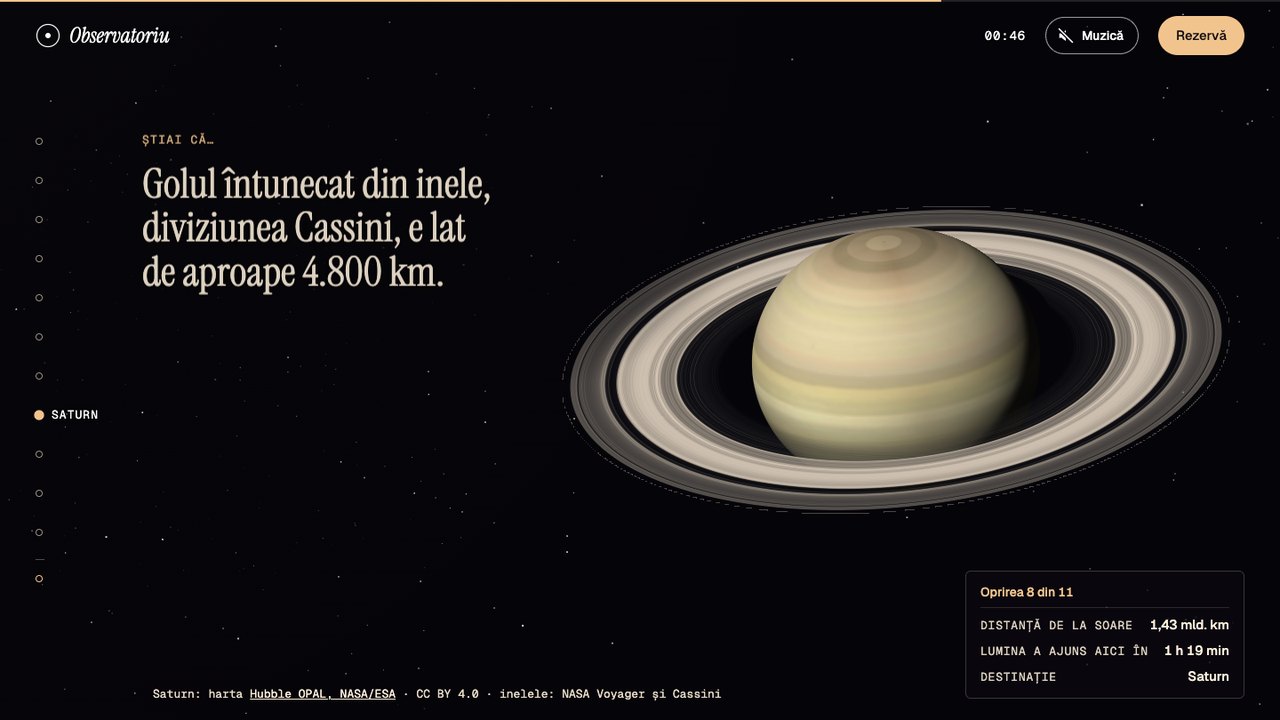 Observatoriu
00:46
Muzică
Rezervă
ȘTIAI CĂ…
Golul întunecat din inele,
diviziunea Cassini, e lat
de aproape 4.800 km.
SATURN
Oprirea 8 din 11
DISTANȚĂ DE LA SOARE 1,43 mld. km
LUMINA A AJUNS AICI ÎN 1 h 19 min
DESTINAȚIE Saturn
Saturn: harta Hubble OPAL, NASA/ESA · CC BY 4.0 · inelele: NASA Voyager și Cassini